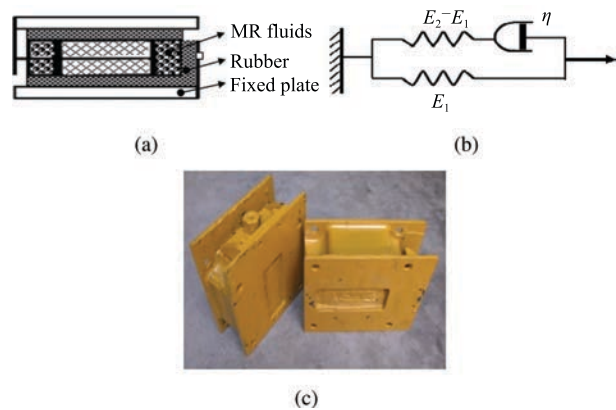 MR fluids
Rubber
Fixed plate
(a)
E₂-E₁
η
E₁
(b)
(c)